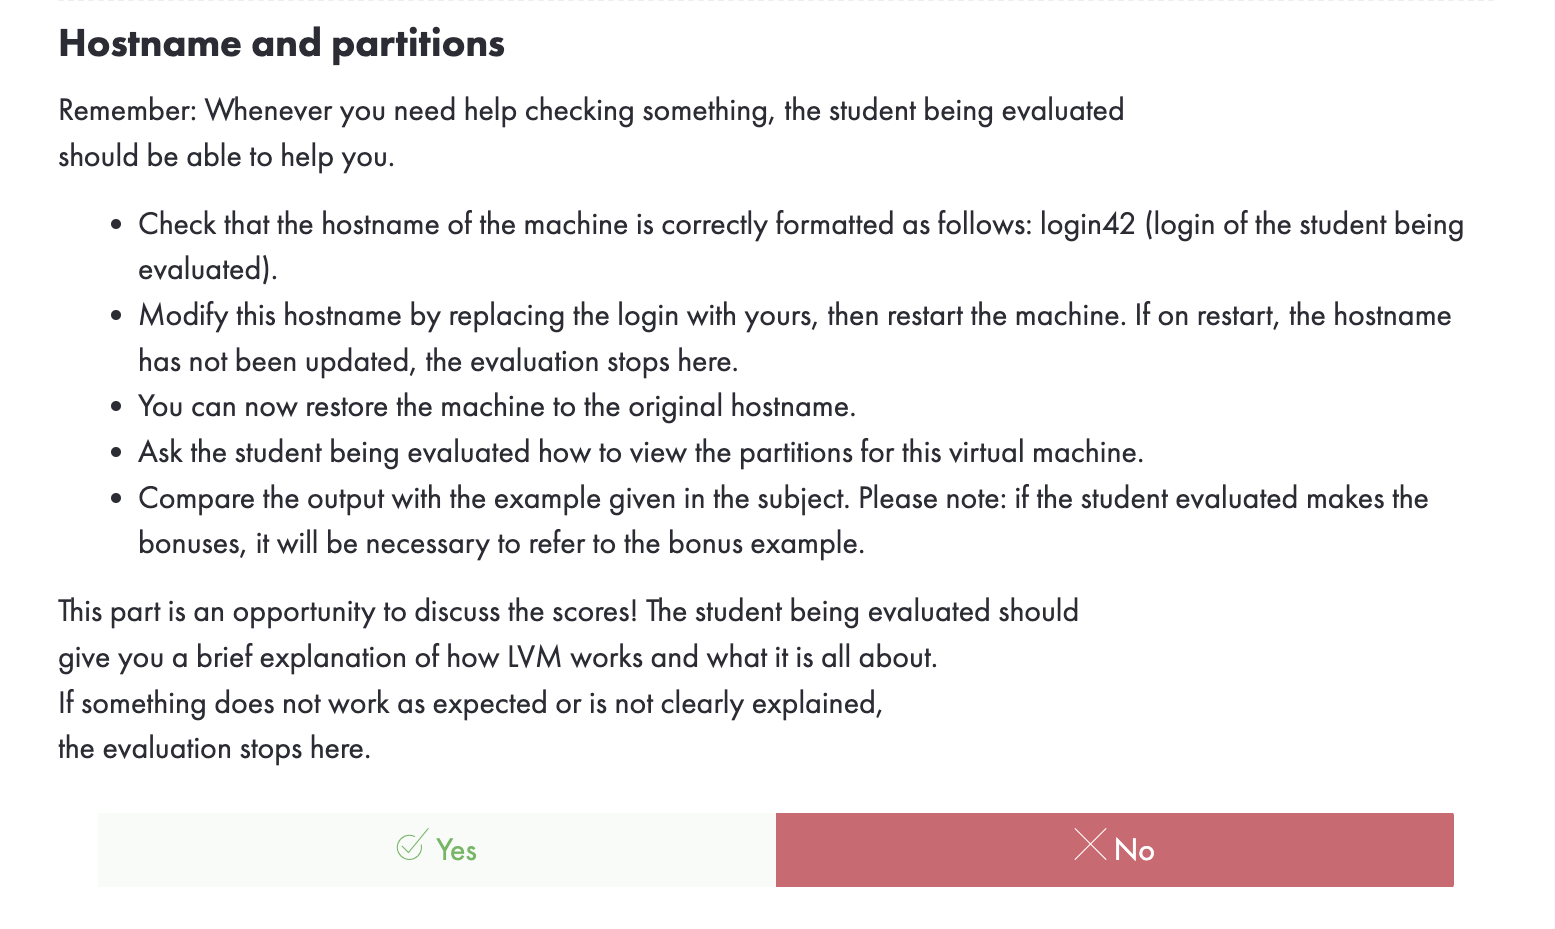 Hostname and partitions
Remember: Whenever you need help checking something, the student being evaluated
should be able to help you.
• Check that the hostname of the machine is correctly formatted as follows: login42 (login of the student being
evaluated).
• Modify this hostname by replacing the login with yours, then restart the machine. If on restart, the hostname
has not been updated, the evaluation stops here.
• You can now restore the machine to the original hostname.
• Ask the student being evaluated how to view the partitions for this virtual machine.
• Compare the output with the example given in the subject. Please note: if the student evaluated makes the
bonuses, it will be necessary to refer to the bonus example.
This part is an opportunity to discuss the scores! The student being evaluated should
give you a brief explanation of how LVM works and what it is all about.
If something does not work as expected or is not clearly explained,
the evaluation stops here.
Yes
No